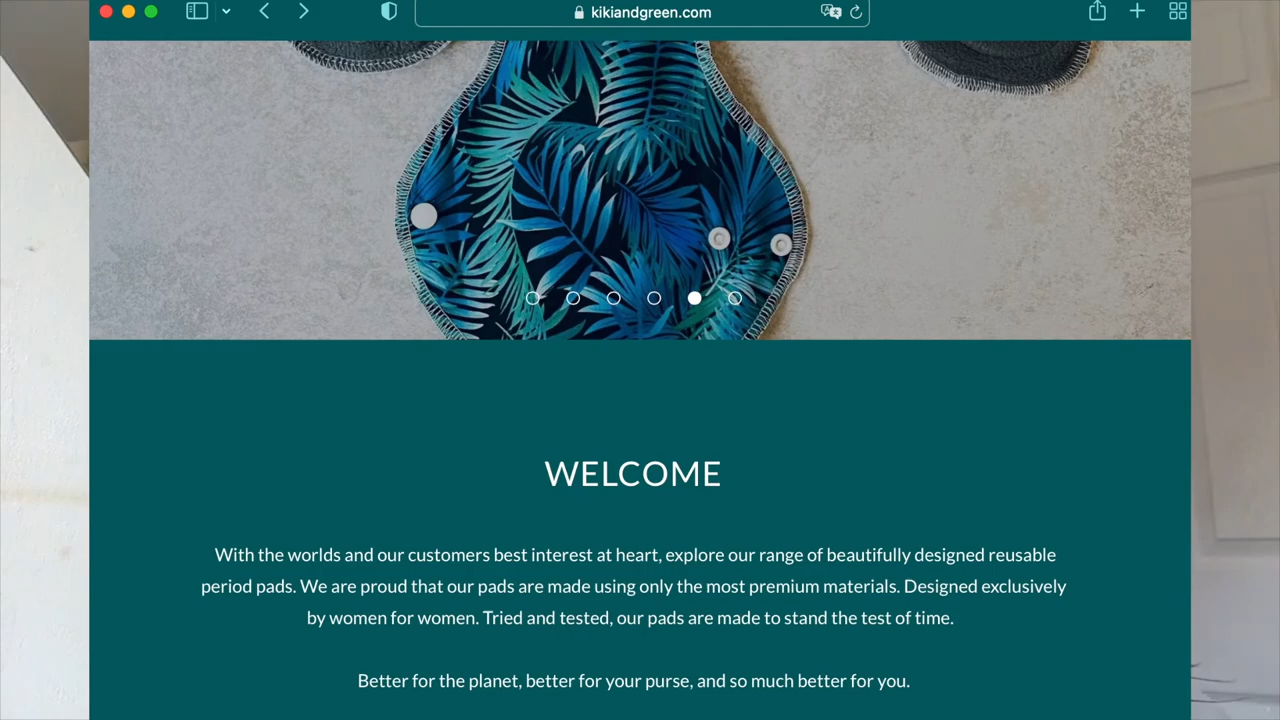 kikiandgreen.com
WELCOME
With the worlds and our customers best interest at heart, explore our range of beautifully designed reusable
period pads. We are proud that our pads are made using only the most premium materials. Designed exclusively
by women for women. Tried and tested, our pads are made to stand the test of time.
Better for the planet, better for your purse, and so much better for you.